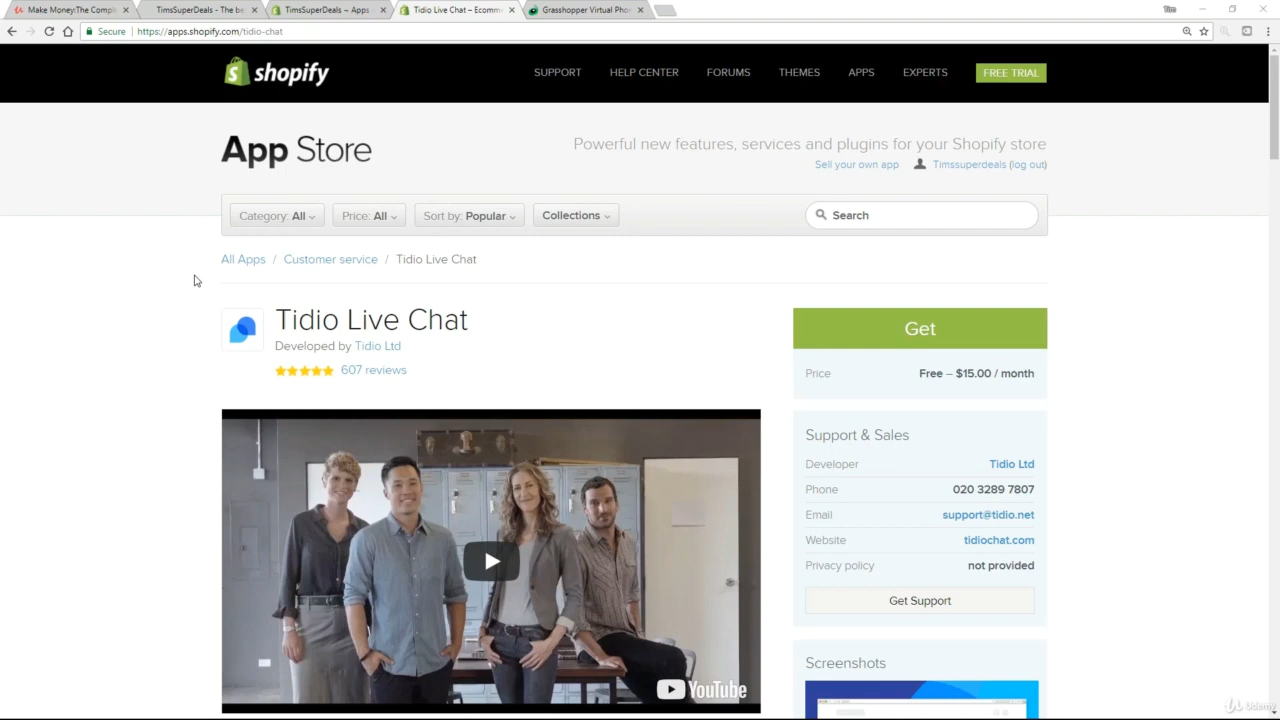 Make Money:The Compl
TimsSuperDeals - The be
TimsSuperDeals ~ Apps
Tidio Live Chat – Ecomm
Grasshopper Virtual Pho
Tim
Secure
https://apps.shopify.com/tidio-chat
shopify
SUPPORT
HELP CENTER
FORUMS
THEMES
APPS
EXPERTS
FREE TRIAL
App Store
Powerful new features, services and plugins for your Shopify store
Sell your own app
Timssuperdeals (log out)
Category: All
Price: All
Sort by: Popular
Collections
Search
All Apps / Customer service / Tidio Live Chat
Tidio Live Chat
Developed by Tidio Ltd
607 reviews
YouTube
Get
Price Free – $15.00 / month
Support & Sales
Developer Tidio Ltd
Phone 020 3289 7807
Email support@tidio.net
Website tidiochat.com
Privacy policy not provided
Get Support
Screenshots
Udemy